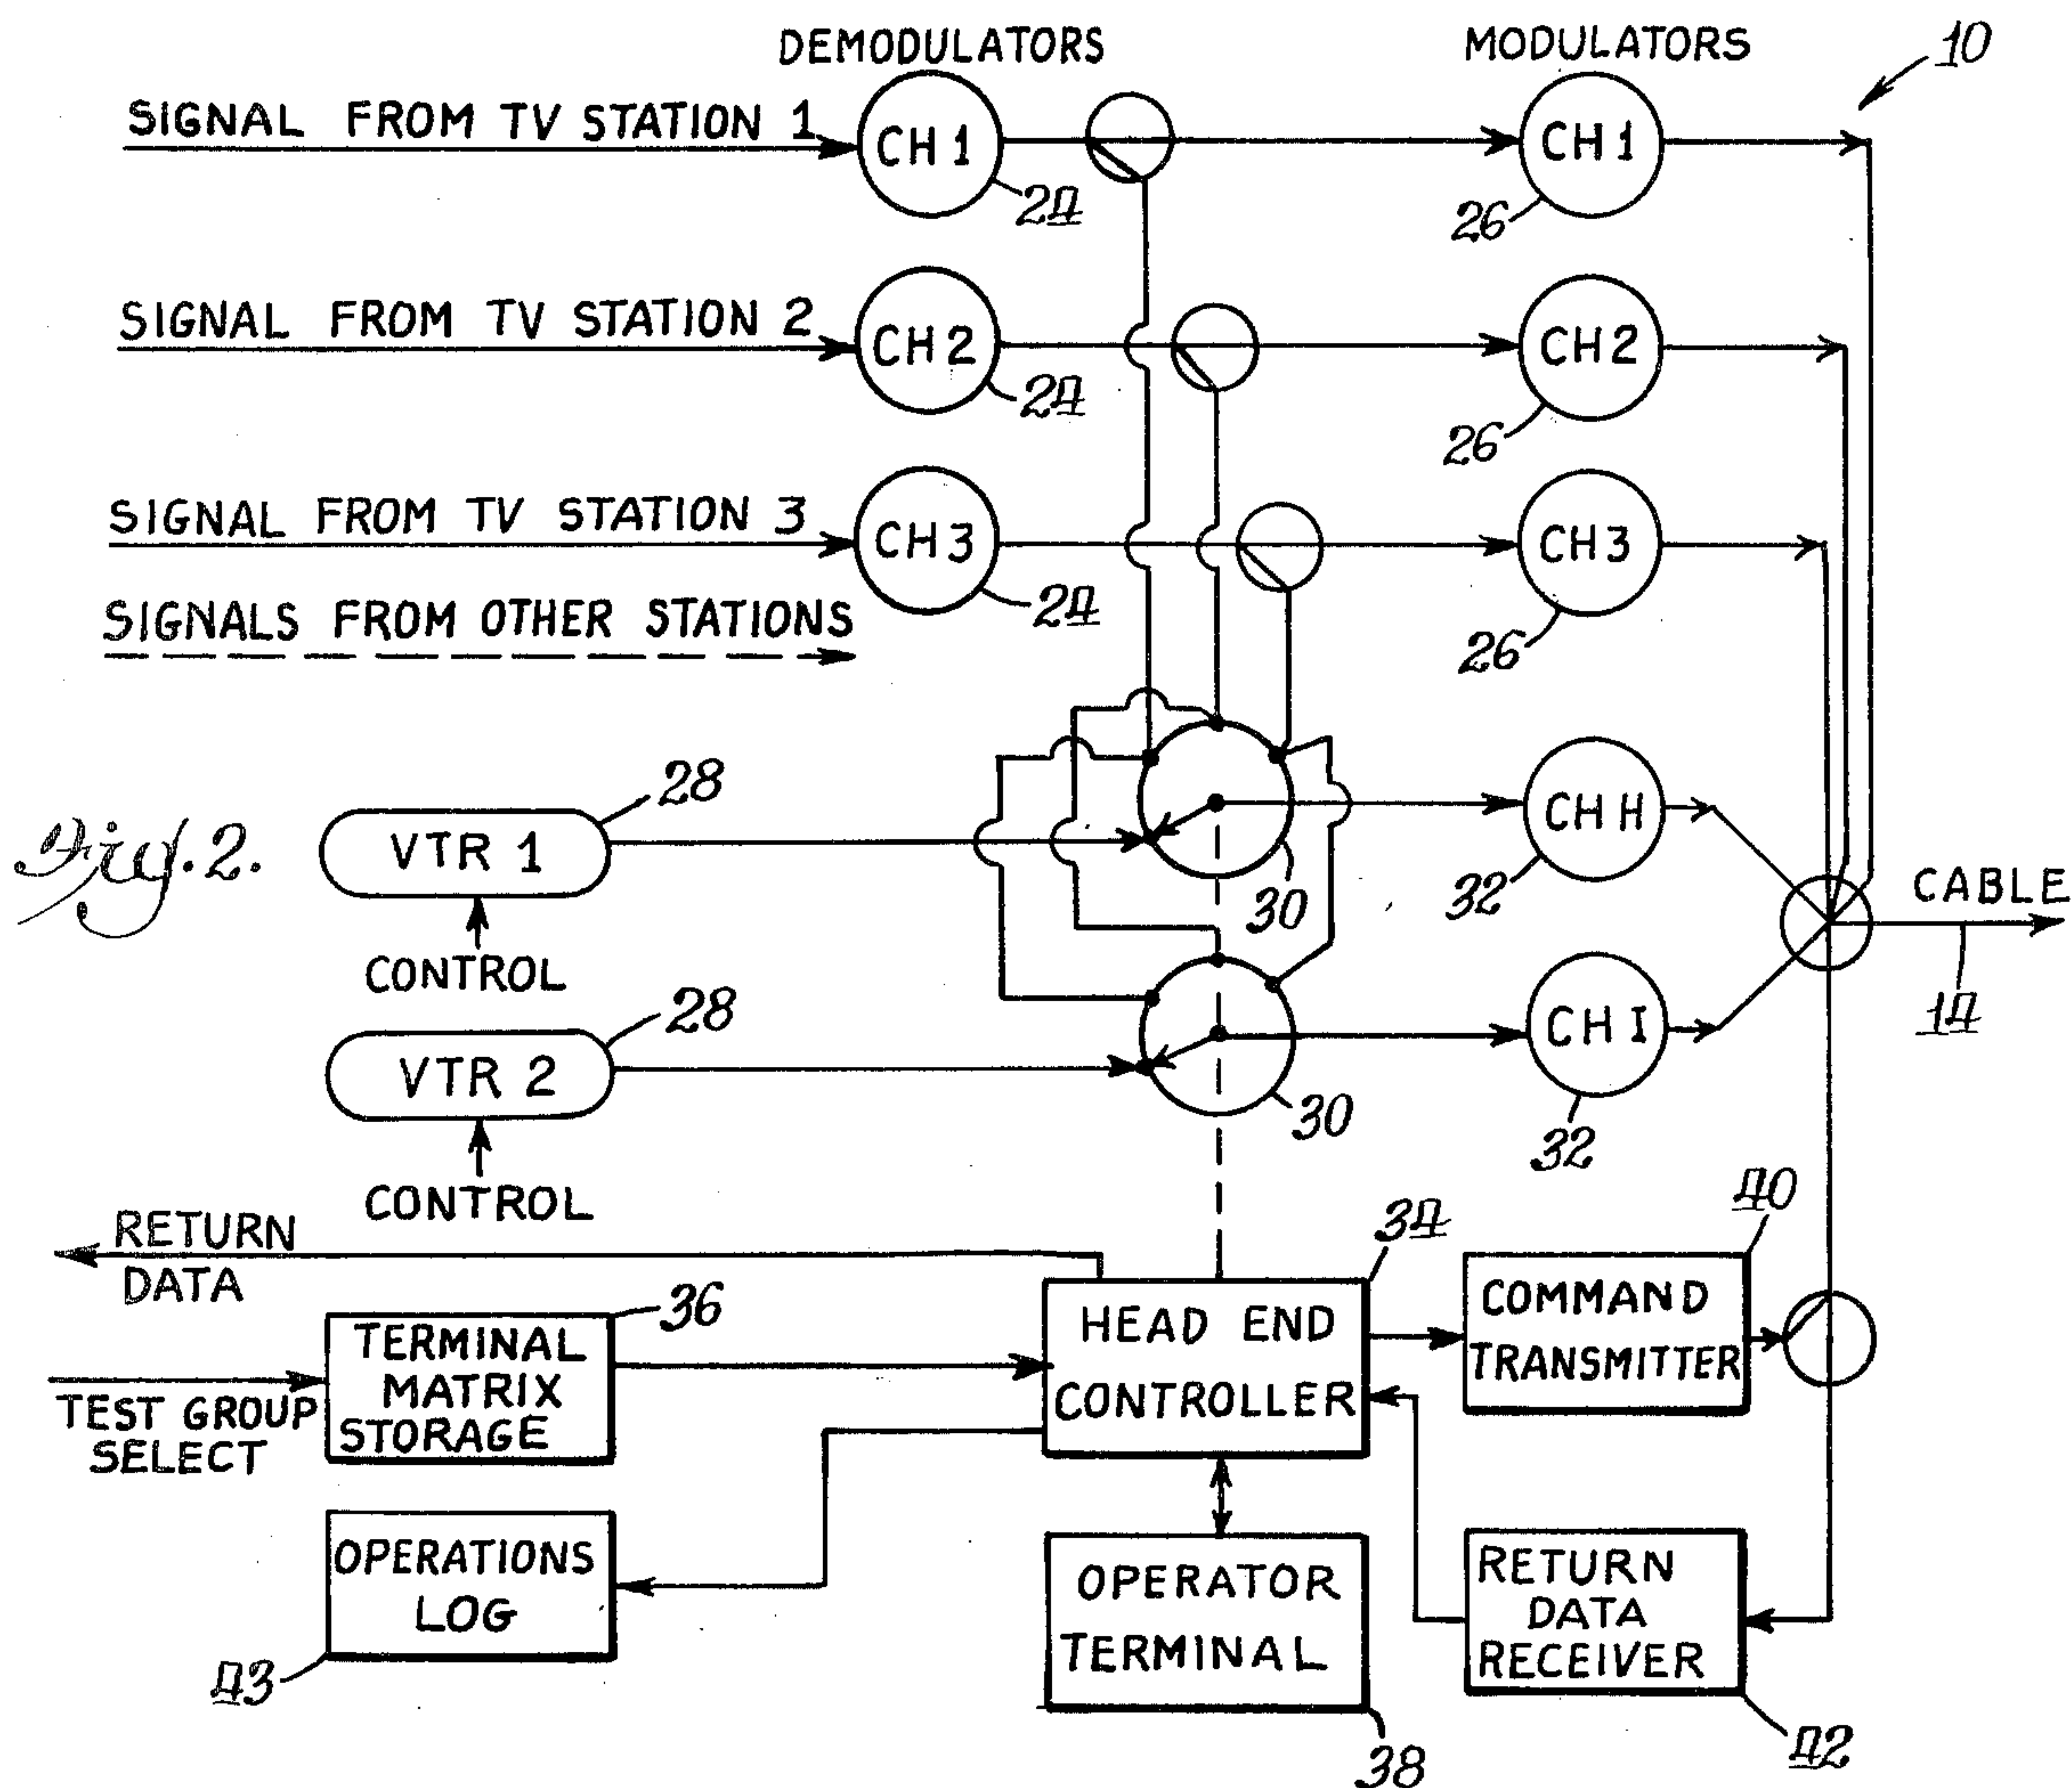 DEMODULATORS
MODULATORS
10
SIGNAL FROM TV STATION 1
CH 1
24
CH 1
26
SIGNAL FROM TV STATION 2
CH 2
24
CH 2
26
SIGNAL FROM TV STATION 3
CH 3
24
CH 3
26
SIGNALS FROM OTHER STATIONS
Fig. 2.
VTR 1
28
CONTROL
30
CH H
32
CABLE
14
VTR 2
28
CONTROL
30
CH I
32
RETURN
DATA
TEST GROUP
SELECT
TERMINAL
MATRIX
STORAGE
36
HEAD END
CONTROLLER
34
COMMAND
TRANSMITTER
40
OPERATIONS
LOG
43
OPERATOR
TERMINAL
38
RETURN
DATA
RECEIVER
42